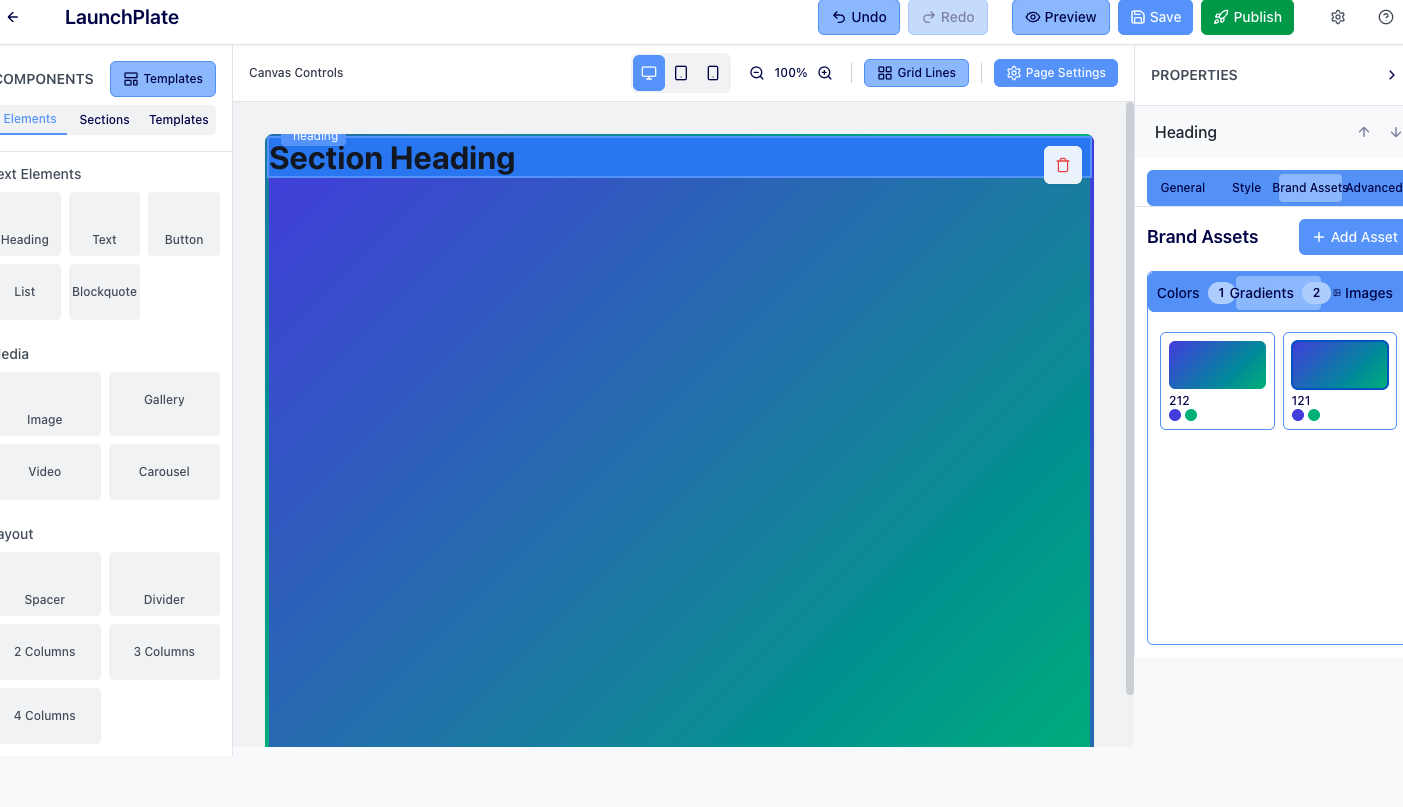 LaunchPlate
Undo
Redo
Preview
Save
Publish
COMPONENTS
Templates
Elements
Sections
Templates
ext Elements
Heading
Text
Button
List
Blockquote
edia
Image
Gallery
Video
Carousel
ayout
Spacer
Divider
2 Columns
3 Columns
4 Columns
Canvas Controls
100%
Grid Lines
Page Settings
heading
Section Heading
PROPERTIES
Heading
General
Style
Brand Assets
Advanced
Brand Assets
Add Asset
Colors 1
Gradients 2
Images
212
121